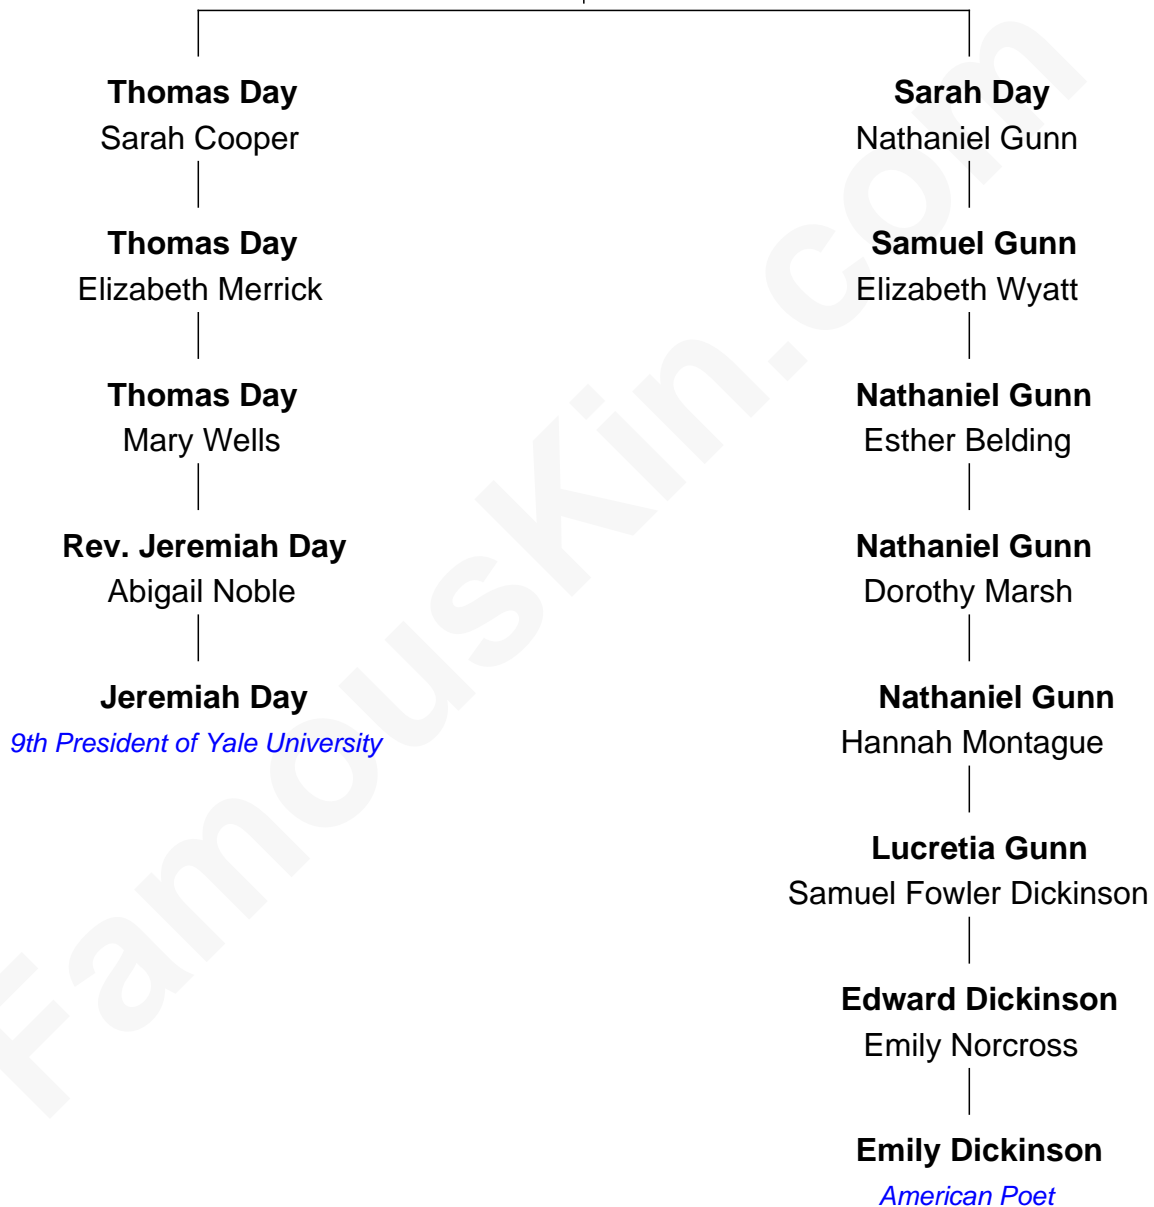 Thomas Day
Sarah Cooper
Sarah Day
Nathaniel Gunn
Thomas Day
Elizabeth Merrick
Samuel Gunn
Elizabeth Wyatt
Thomas Day
Mary Wells
Nathaniel Gunn
Esther Belding
Rev. Jeremiah Day
Abigail Noble
Nathaniel Gunn
Dorothy Marsh
Jeremiah Day
9th President of Yale University
Nathaniel Gunn
Hannah Montague
Lucretia Gunn
Samuel Fowler Dickinson
Edward Dickinson
Emily Norcross
Emily Dickinson
American Poet
FamousKin.com